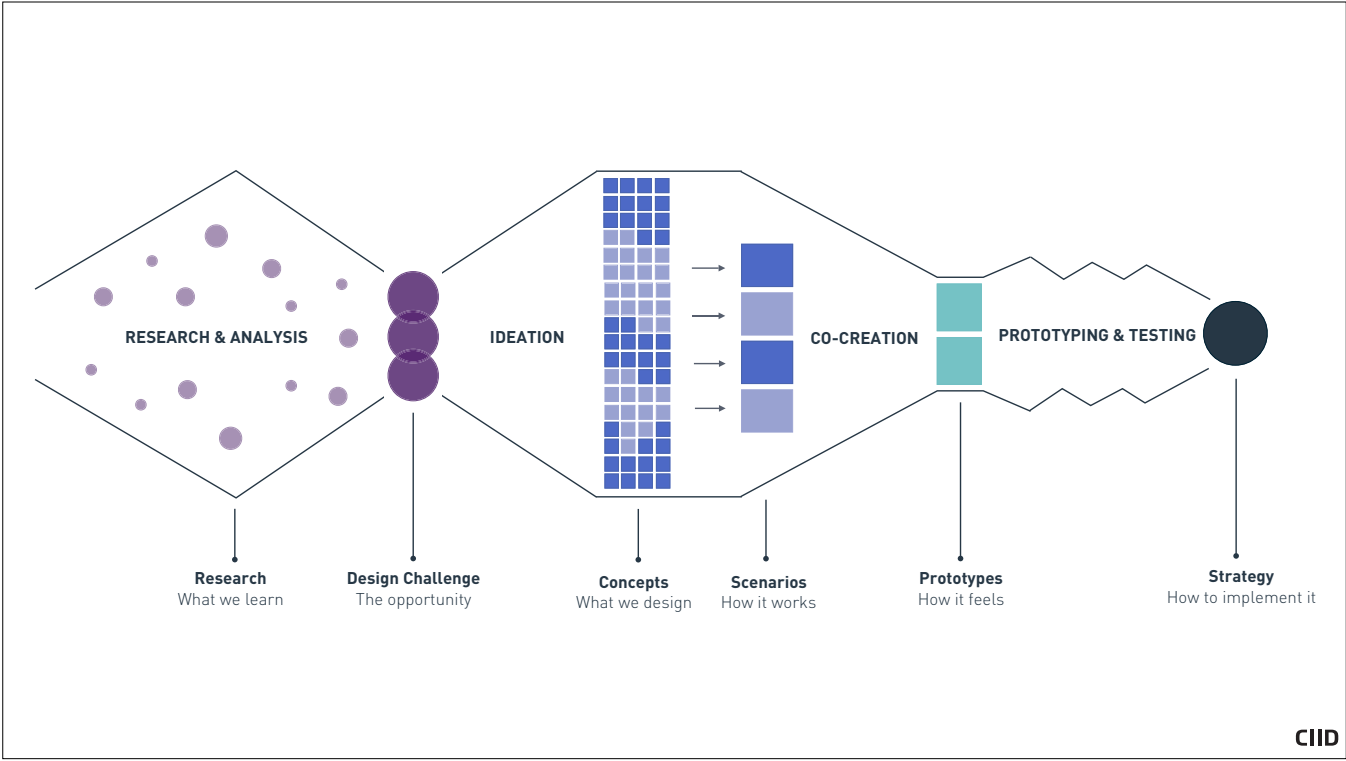 RESEARCH & ANALYSIS
IDEATION
CO-CREATION
PROTOTYPING & TESTING
Research
What we learn
Design Challenge
The opportunity
Concepts
What we design
Scenarios
How it works
Prototypes
How it feels
Strategy
How to implement it
CIID